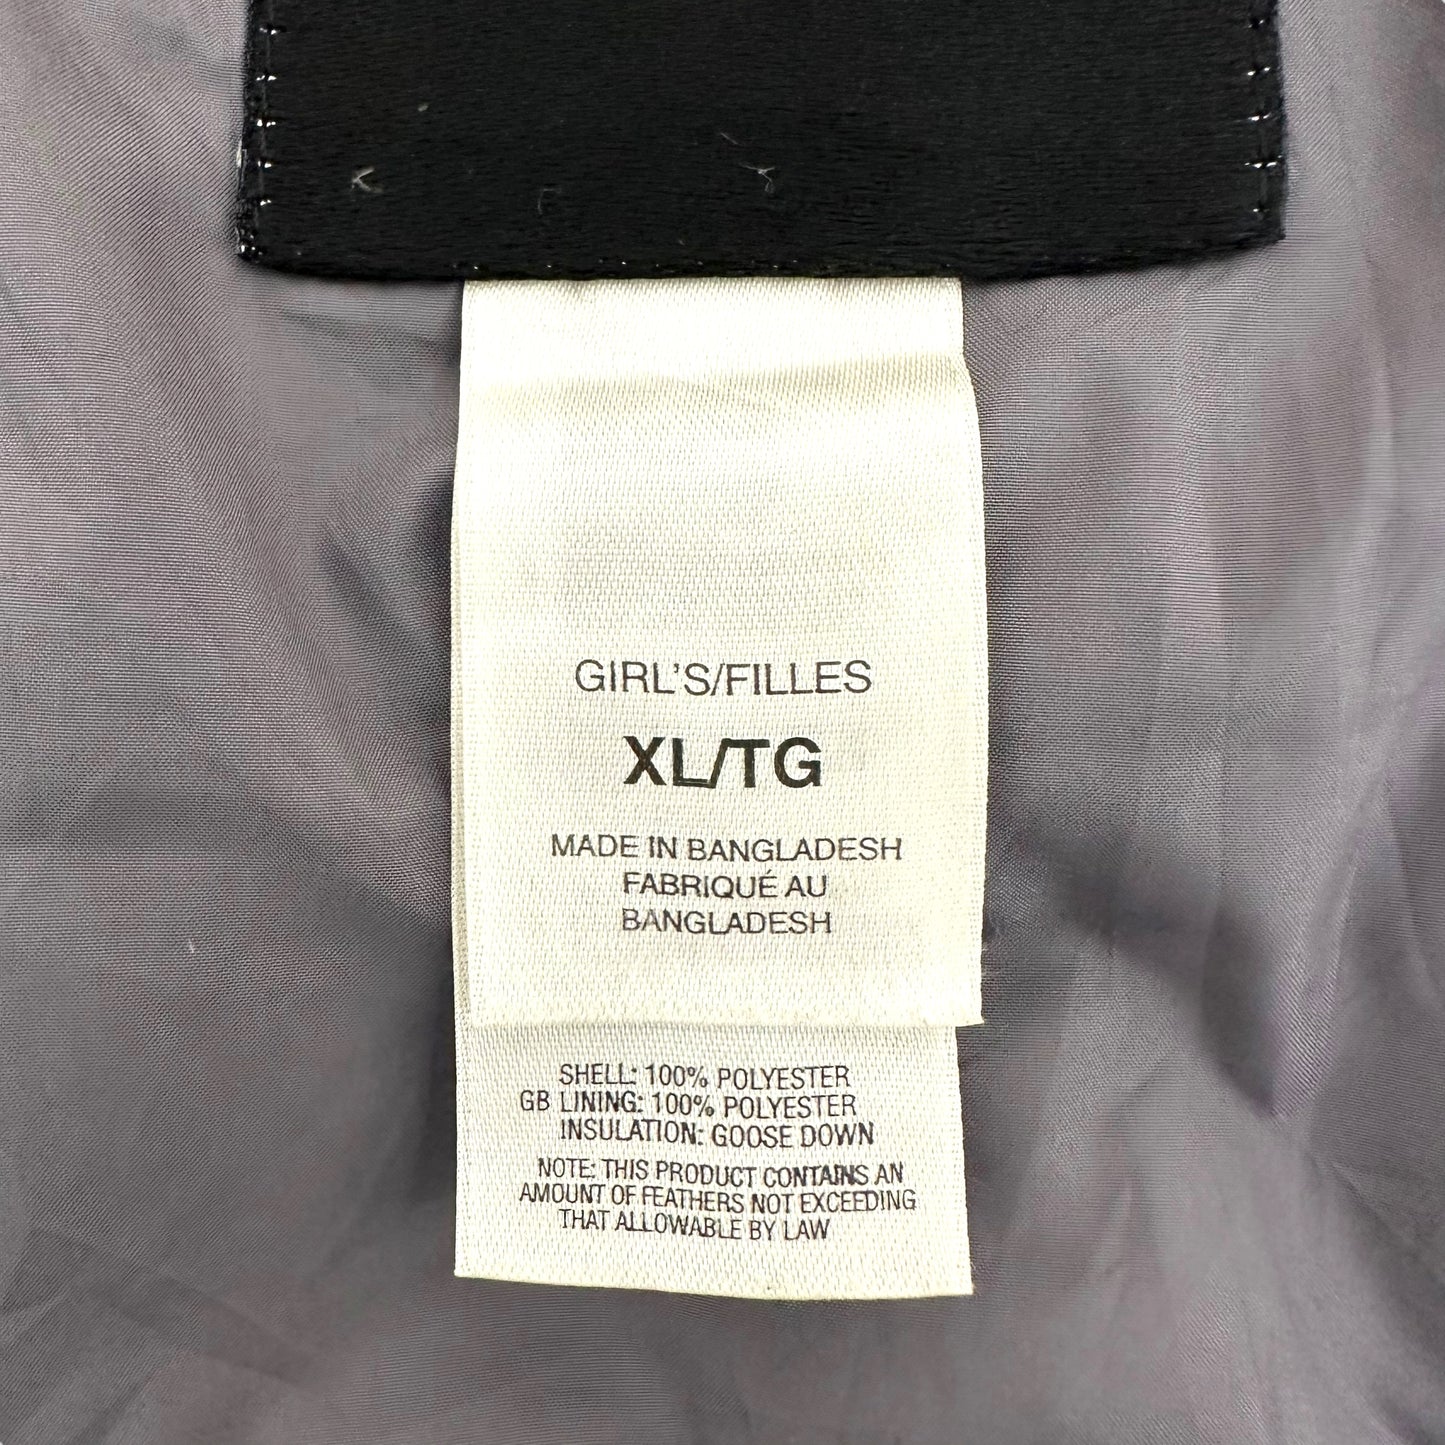 GIRL'S/FILLES
XL/TG
MADE IN BANGLADESH
FABRIQUÉ AU
BANGLADESH
SHELL: 100% POLYESTER
GB LINING: 100% POLYESTER
INSULATION: GOOSE DOWN
NOTE: THIS PRODUCT CONTAINS AN
AMOUNT OF FEATHERS NOT EXCEEDING
THAT ALLOWABLE BY LAW